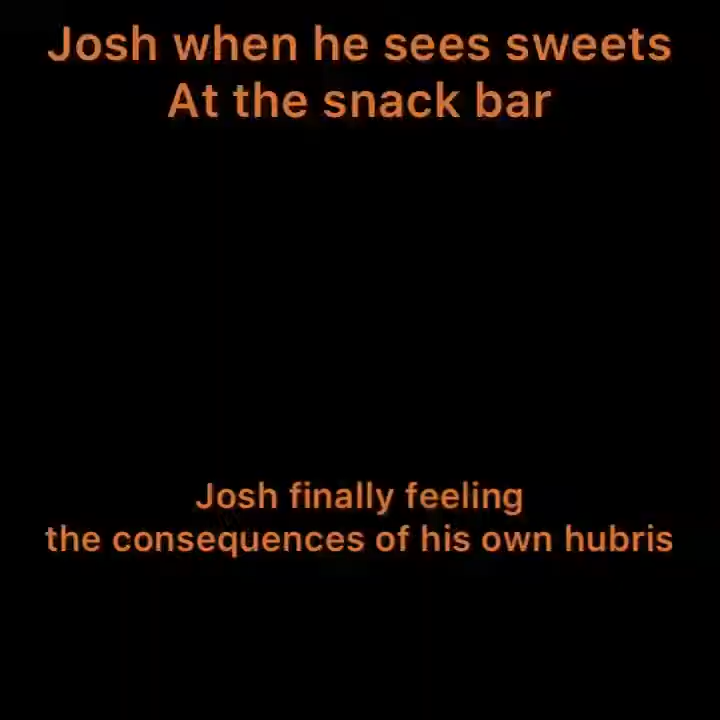 Josh when he sees sweets
At the snack bar
Josh finally feeling
the consequences of his own hubris